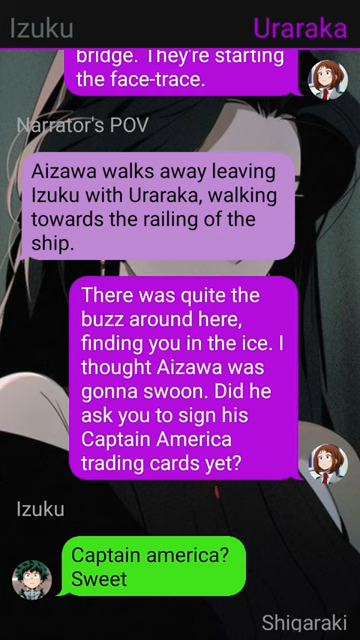 Izuku
Uraraka
bridge. They're starting
the face-trace.
Narrator's POV
Aizawa walks away leaving
Izuku with Uraraka, walking
towards the railing of the
ship.
There was quite the
buzz around here,
finding you in the ice. I
thought Aizawa was
gonna swoon. Did he
ask you to sign his
Captain America
trading cards yet?
Izuku
Captain america?
Sweet
Shigaraki